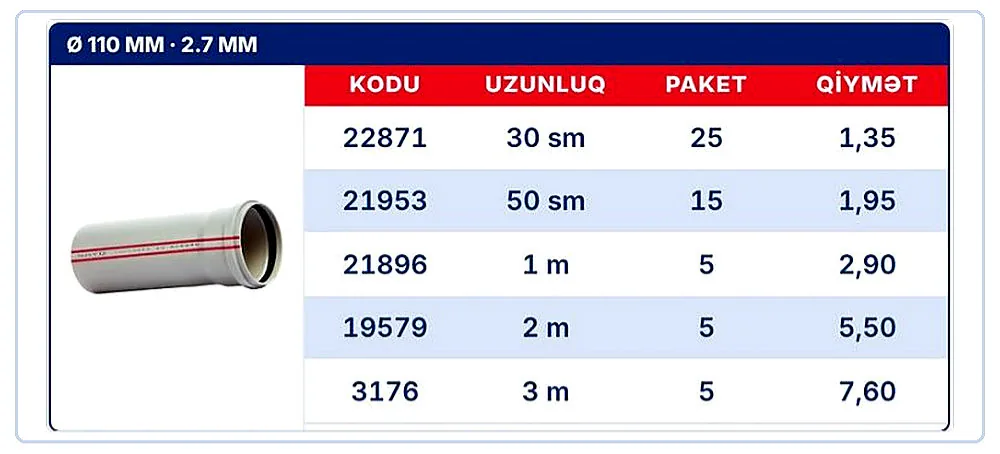 Ø 110 MM · 2.7 MM
KODU UZUNLUQ PAKET QİYMƏT
22871 30 sm 25 1,35
21953 50 sm 15 1,95
21896 1 m 5 2,90
19579 2 m 5 5,50
3176 3 m 5 7,60